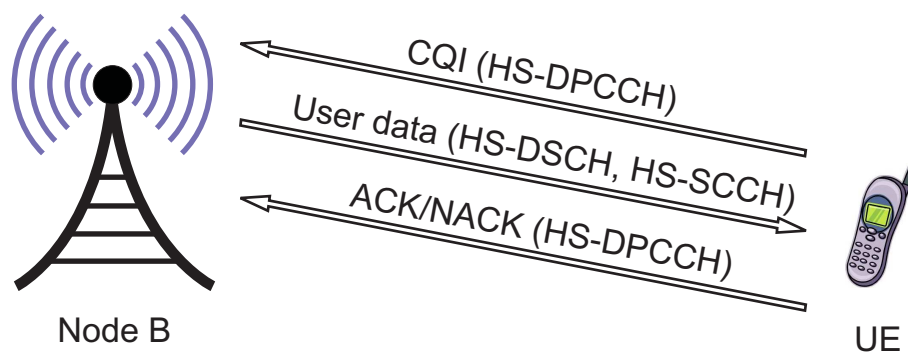 CQI (HS-DPCCH)
User data (HS-DSCH, HS-SCCH)
ACK/NACK (HS-DPCCH)
Node B
UE